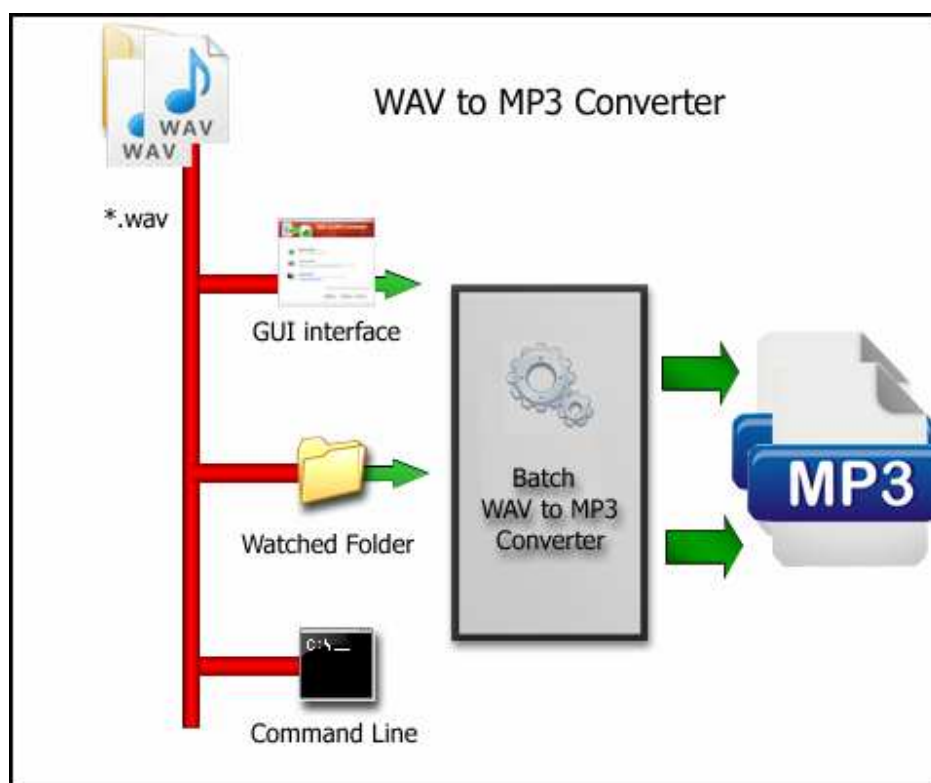 WAV to MP3 Converter
WAV
WAV
*.wav
GUI interface
Watched Folder
C:\_
Command Line
Batch
WAV to MP3
Converter
MP3